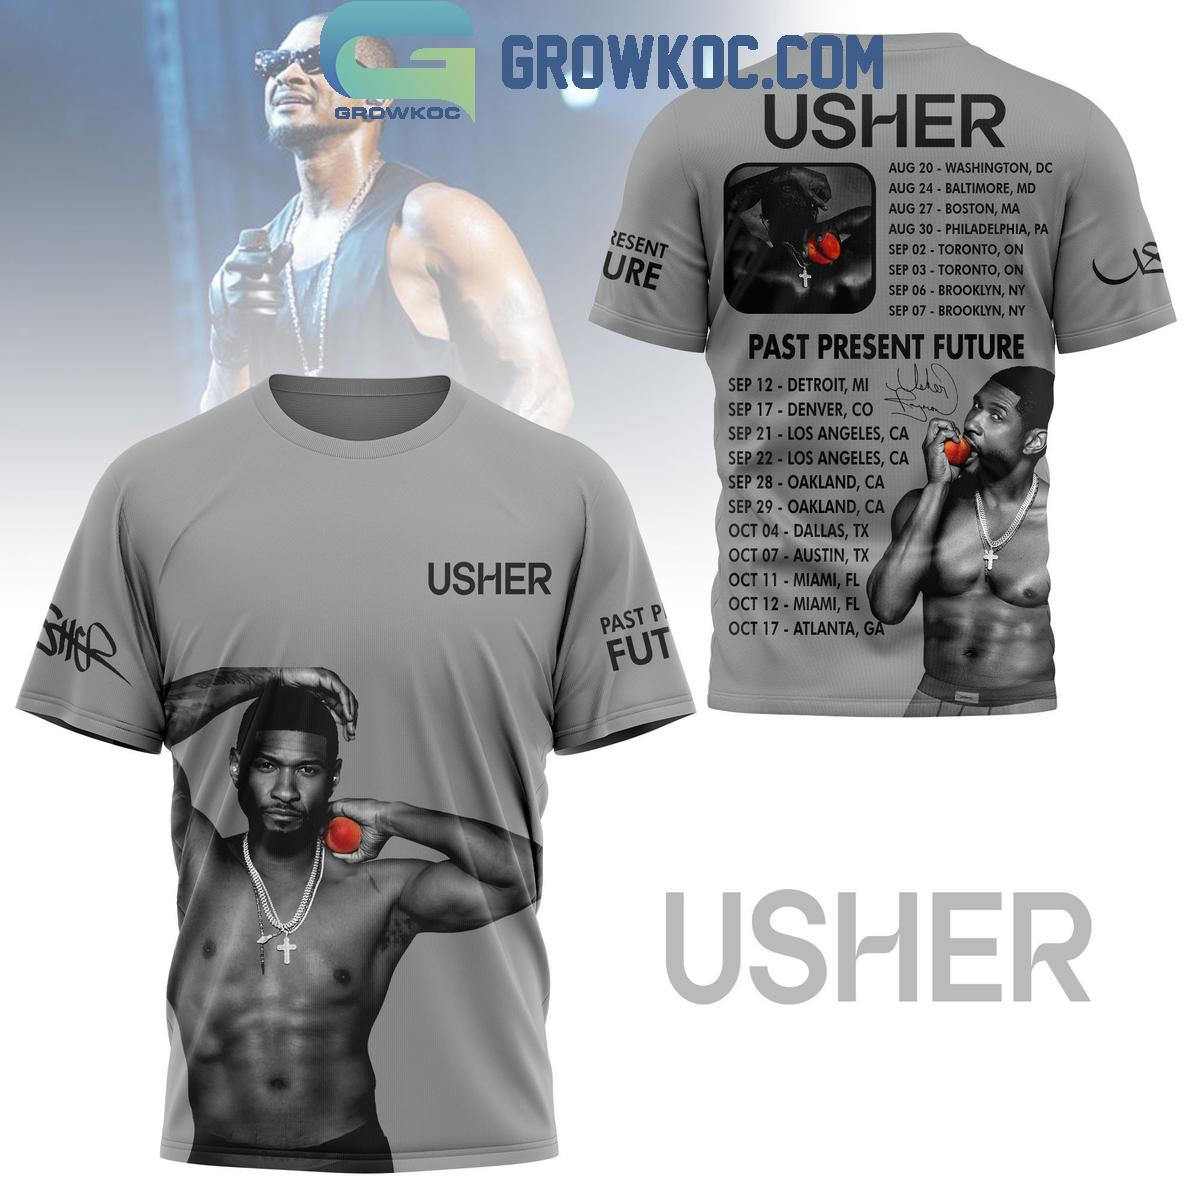 GROWKOC.COM
GROWKOC
USHER
AUG 20 - WASHINGTON, DC
AUG 24 - BALTIMORE, MD
AUG 27 - BOSTON, MA
AUG 30 - PHILADELPHIA, PA
SEP 02 - TORONTO, ON
SEP 03 - TORONTO, ON
SEP 06 - BROOKLYN, NY
SEP 07 - BROOKLYN, NY
RESENT
URE
PAST PRESENT FUTURE
SEP 12 - DETROIT, MI
SEP 17 - DENVER, CO
SEP 21 - LOS ANGELES, CA
SEP 22 - LOS ANGELES, CA
SEP 28 - OAKLAND, CA
SEP 29 - OAKLAND, CA
OCT 04 - DALLAS, TX
OCT 07 - AUSTIN, TX
OCT 11 - MIAMI, FL
OCT 12 - MIAMI, FL
OCT 17 - ATLANTA, GA
USHER
PAST P
FUT
USHER